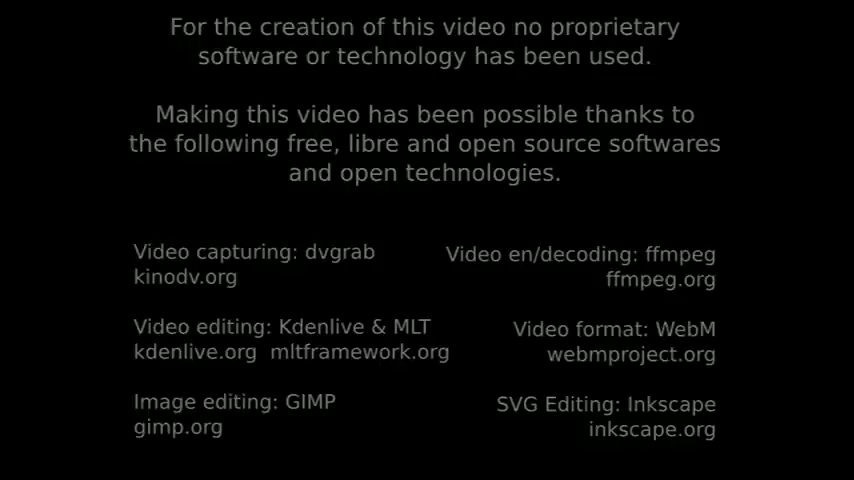 For the creation of this video no proprietary
software or technology has been used.
Making this video has been possible thanks to
the following free, libre and open source softwares
and open technologies.
Video capturing: dvgrab
kinodv.org
Video editing: Kdenlive & MLT
kdenlive.org mltframework.org
Image editing: GIMP
gimp.org
Video en/decoding: ffmpeg
ffmpeg.org
Video format: WebM
webmproject.org
SVG Editing: Inkscape
inkscape.org